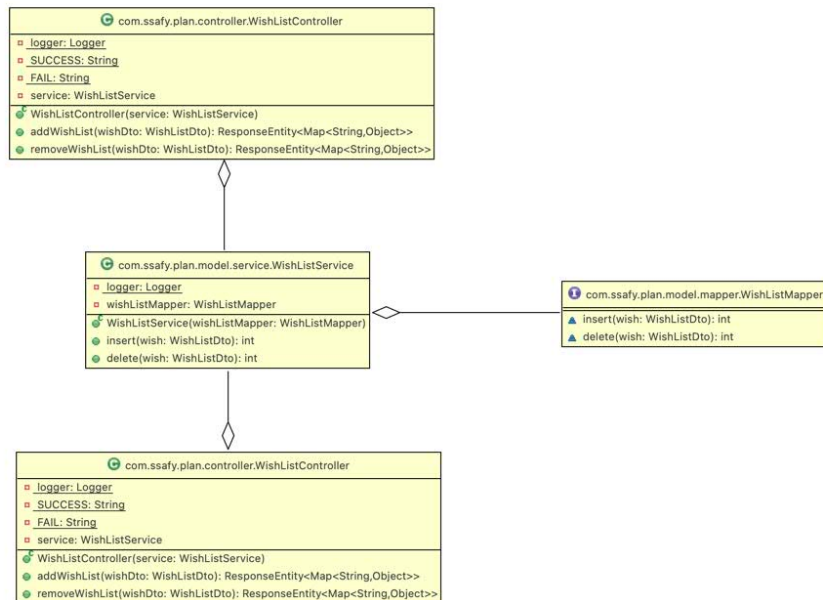 com.ssafy.plan.controller.WishListController
logger: Logger
SUCCESS: String
FAIL: String
service: WishListService
WishListController(service: WishListService)
addWishList(wishDto: WishListDto): ResponseEntity<Map<String,Object>>
removeWishList(wishDto: WishListDto): ResponseEntity<Map<String,Object>>
com.ssafy.plan.model.service.WishListService
logger: Logger
wishListMapper: WishListMapper
WishListService(wishListMapper: WishListMapper)
insert(wish: WishListDto): int
delete(wish: WishListDto): int
com.ssafy.plan.model.mapper.WishListMapper
insert(wish: WishListDto): int
delete(wish: WishListDto): int
com.ssafy.plan.controller.WishListController
logger: Logger
SUCCESS: String
FAIL: String
service: WishListService
WishListController(service: WishListService)
addWishList(wishDto: WishListDto): ResponseEntity<Map<String,Object>>
removeWishList(wishDto: WishListDto): ResponseEntity<Map<String,Object>>